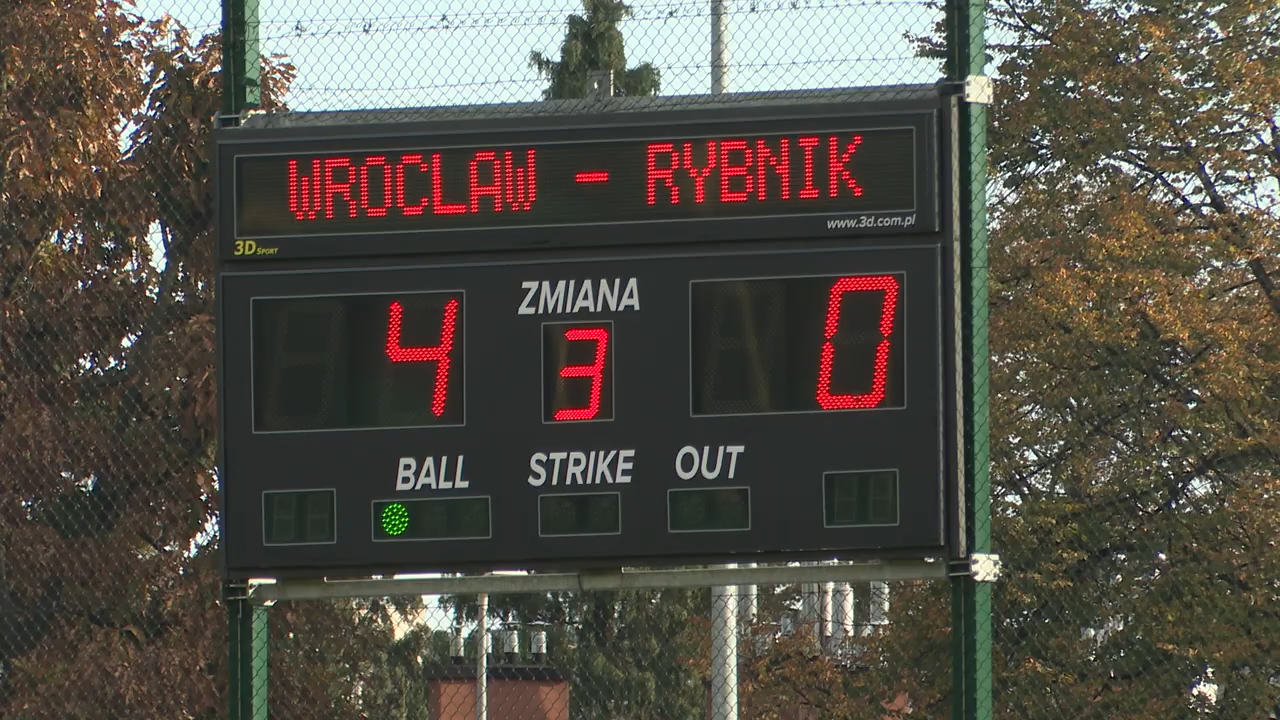 WROCLAW - RYBNIK
www.3d.com.pl
3D SPORT
ZMIANA
4 3 0
BALL STRIKE OUT